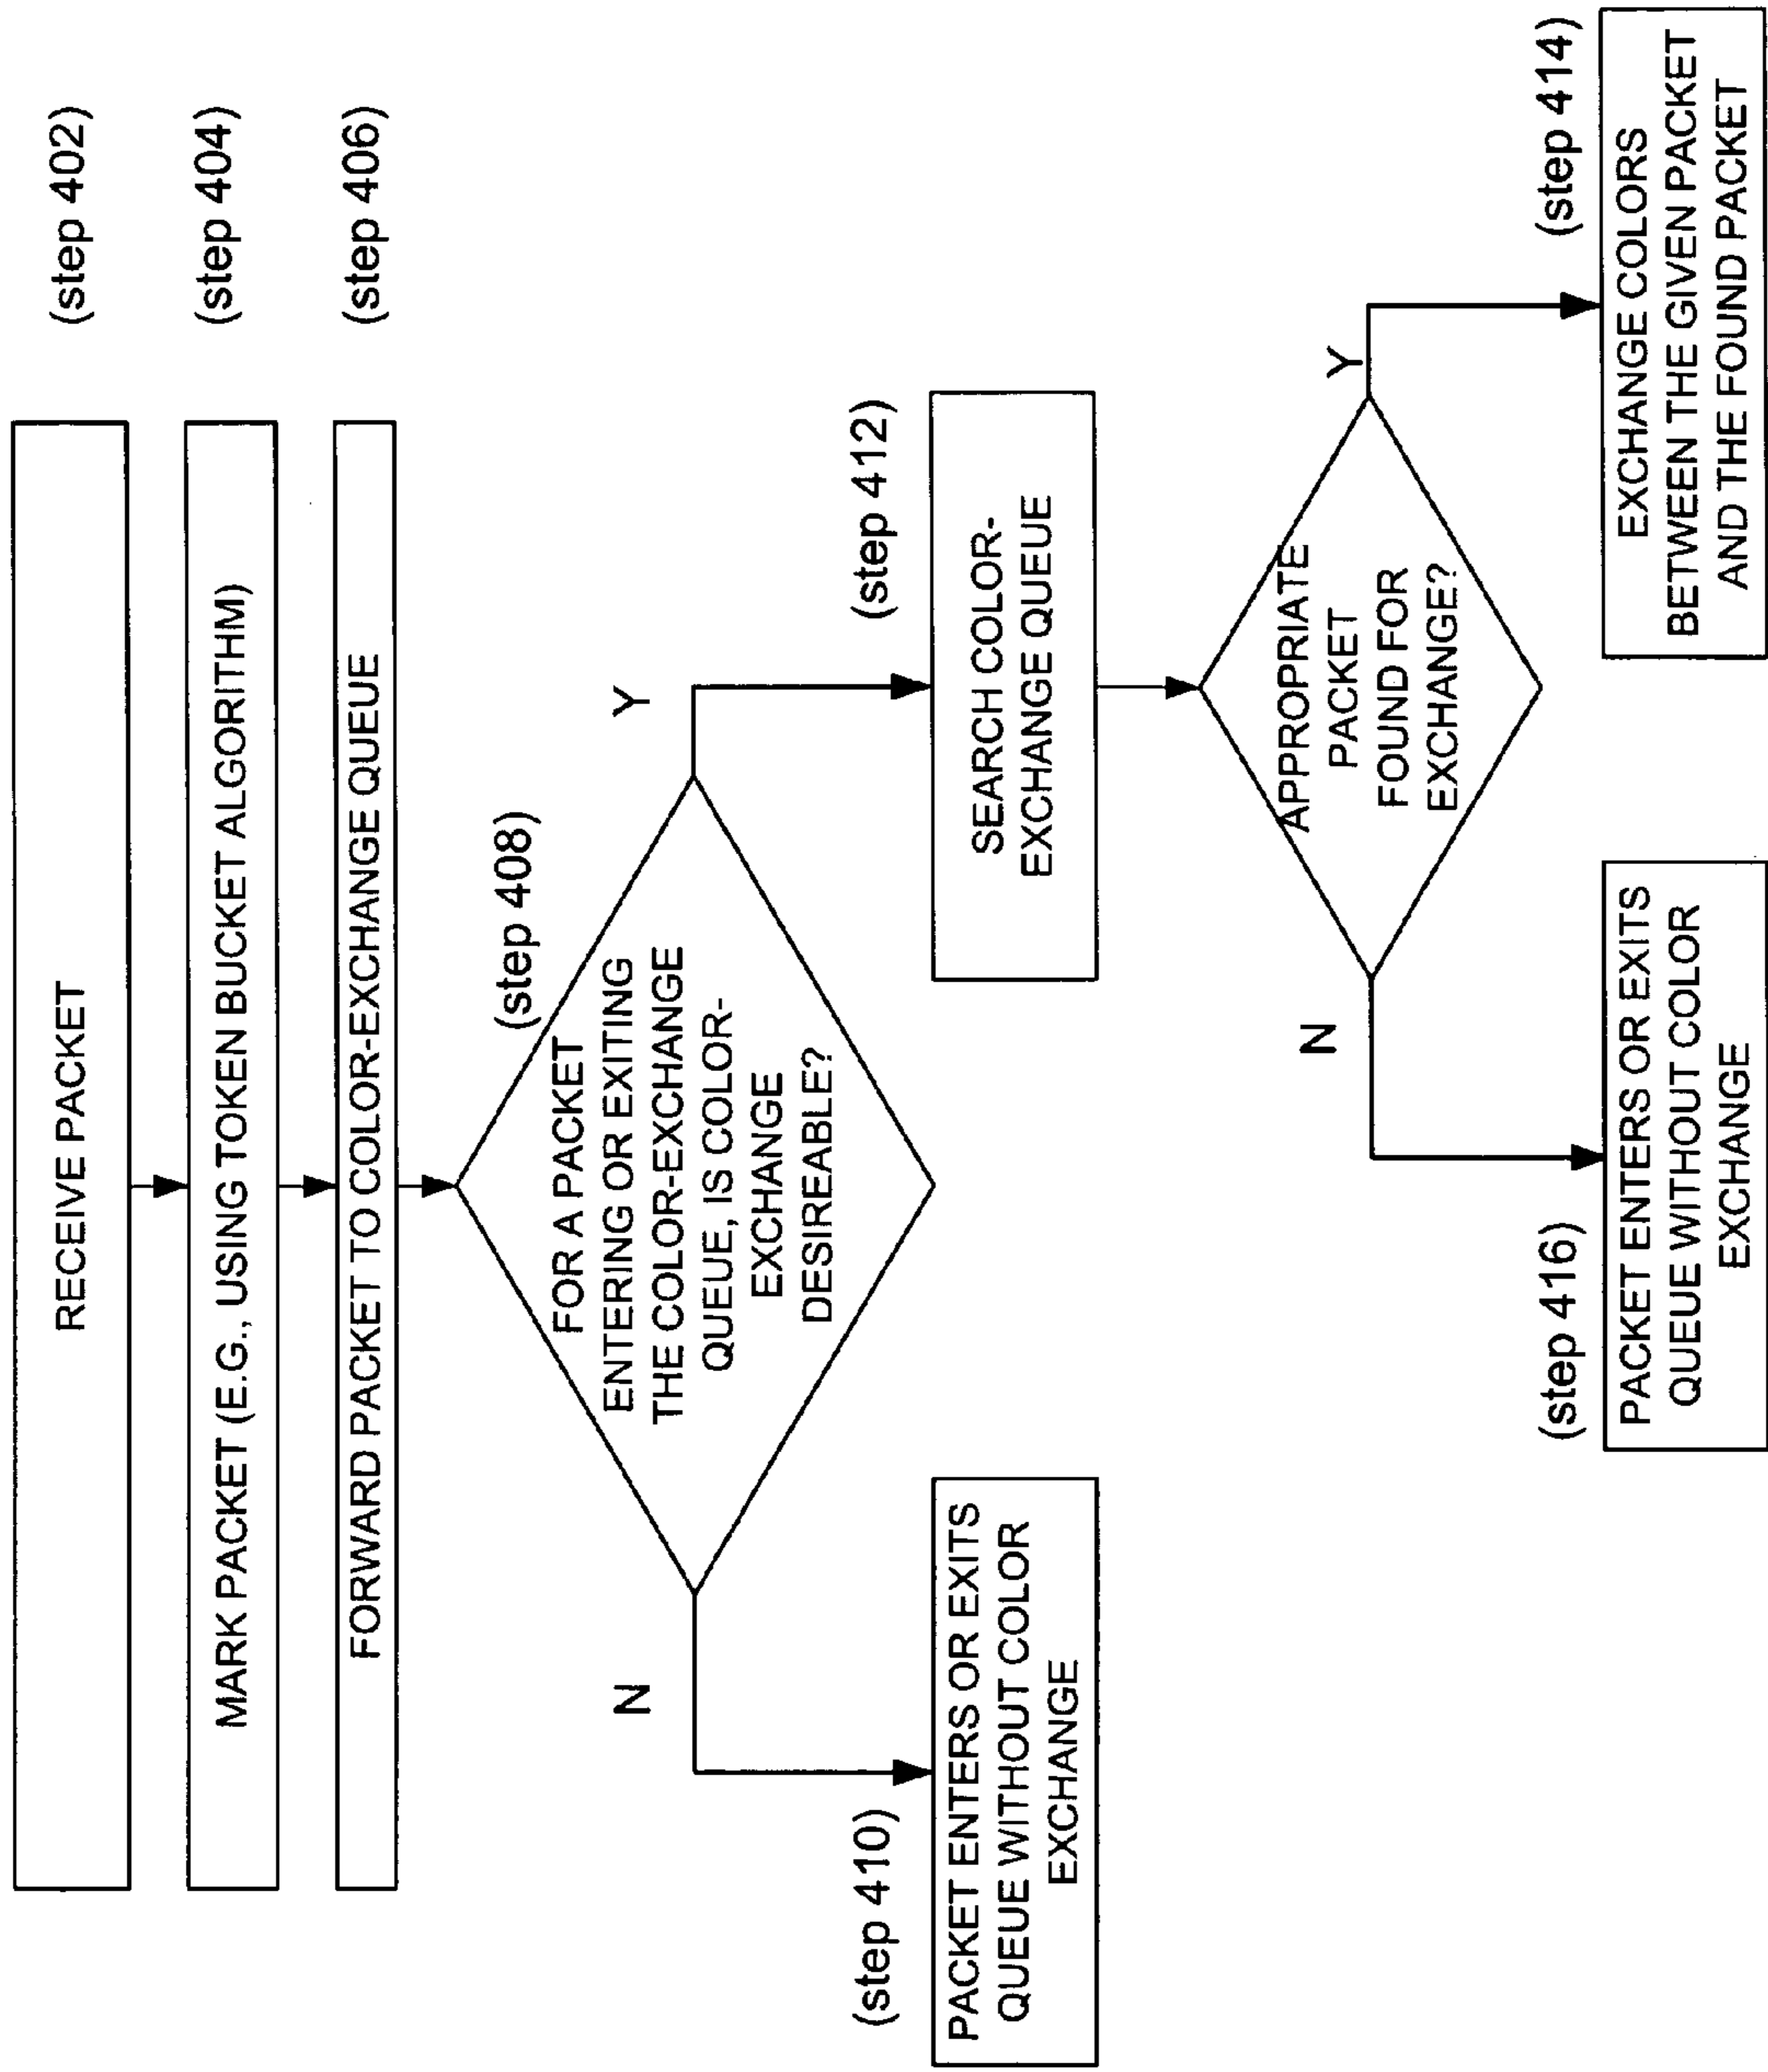 RECEIVE PACKET
(step 402)
MARK PACKET (E.G., USING TOKEN BUCKET ALGORITHM)
(step 404)
FORWARD PACKET TO COLOR-EXCHANGE QUEUE
(step 406)
(step 408)
FOR A PACKET
ENTERING OR EXITING
THE COLOR-EXCHANGE
QUEUE, IS COLOR-
EXCHANGE
DESIREABLE?
N
Y
(step 410)
PACKET ENTERS OR EXITS
QUEUE WITHOUT COLOR
EXCHANGE
(step 412)
SEARCH COLOR-
EXCHANGE QUEUE
APPROPRIATE
PACKET
FOUND FOR
EXCHANGE?
N
Y
(step 416)
PACKET ENTERS OR EXITS
QUEUE WITHOUT COLOR
EXCHANGE
(step 414)
EXCHANGE COLORS
BETWEEN THE GIVEN PACKET
AND THE FOUND PACKET